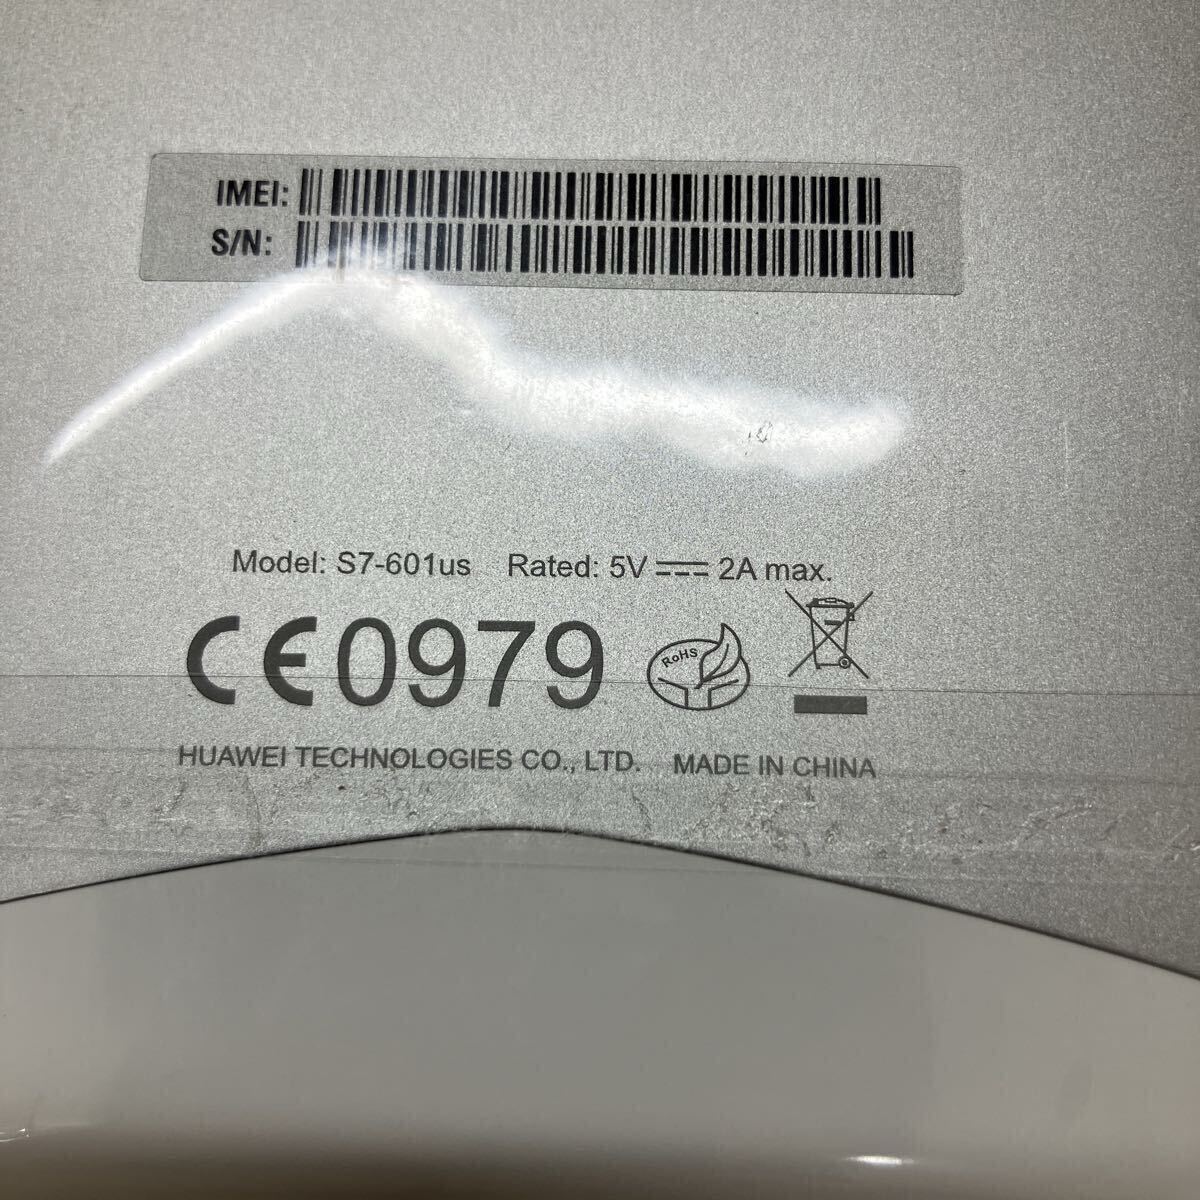 IMEI:
S/N:
Model: S7-601us Rated: 5V 2A max.
CE0979 RoHS
HUAWEI TECHNOLOGIES CO., LTD. MADE IN CHINA